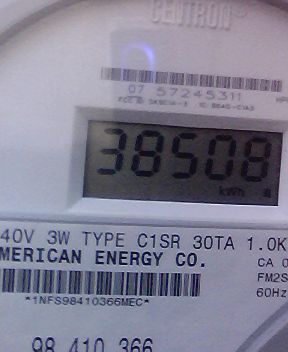 CENTRON
07 57245311
38508
kWh
40V 3W TYPE C1SR 30TA 1.0K
MERICAN ENERGY CO.
CA 0
FM2S
60Hz
*1NFS98410366MEC*
98 410 366